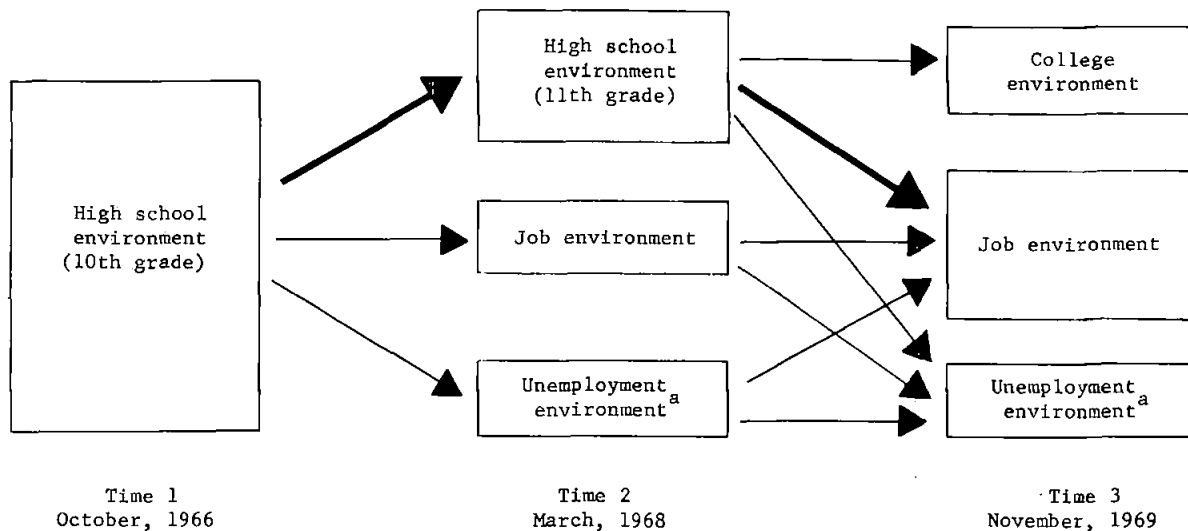 High school
environment
(10th grade)
High school
environment
(11th grade)
Job environment
Unemployment
environment a
College
environment
Job environment
Unemployment
environment a
Time 1
October, 1966
Time 2
March, 1968
Time 3
November, 1969